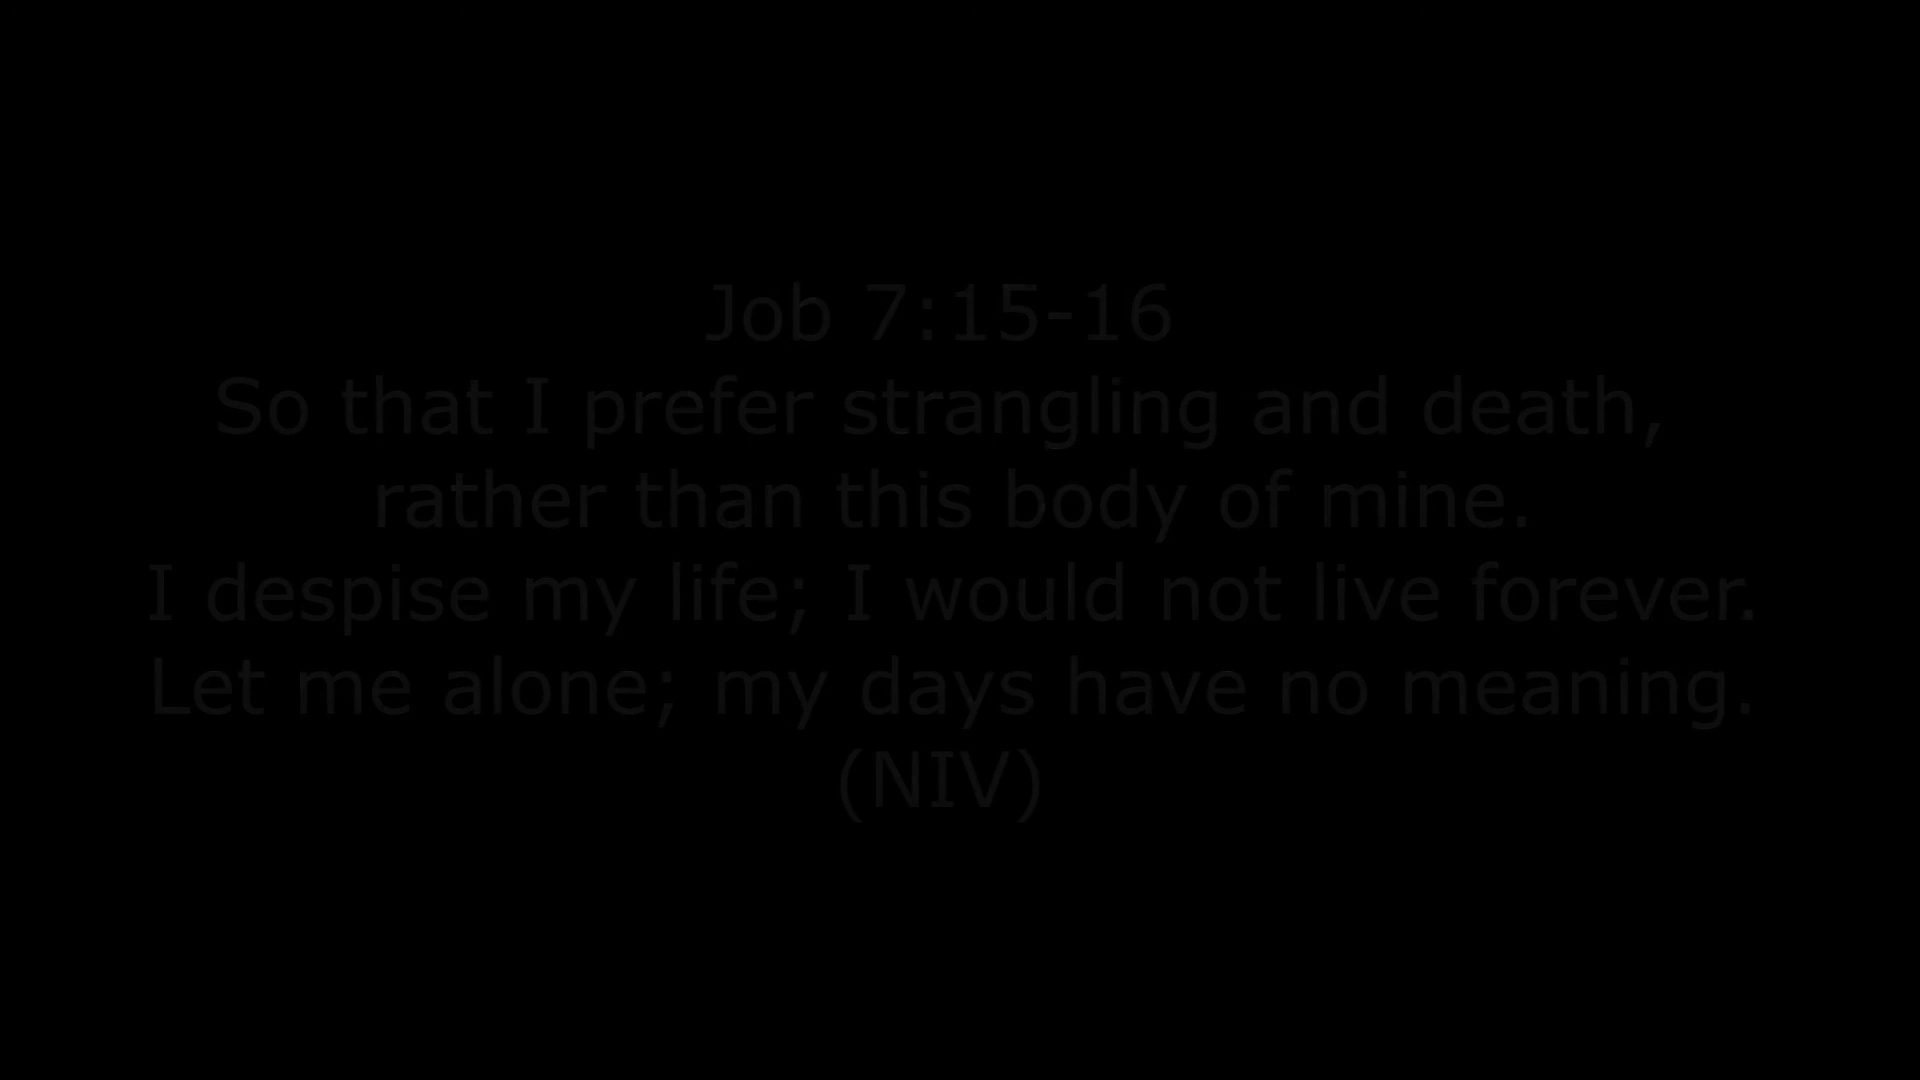 Job 7:15-16
So that I prefer strangling and death,
rather than this body of mine.
I despise my life; I would not live forever.
Let me alone; my days have no meaning.
(NIV)